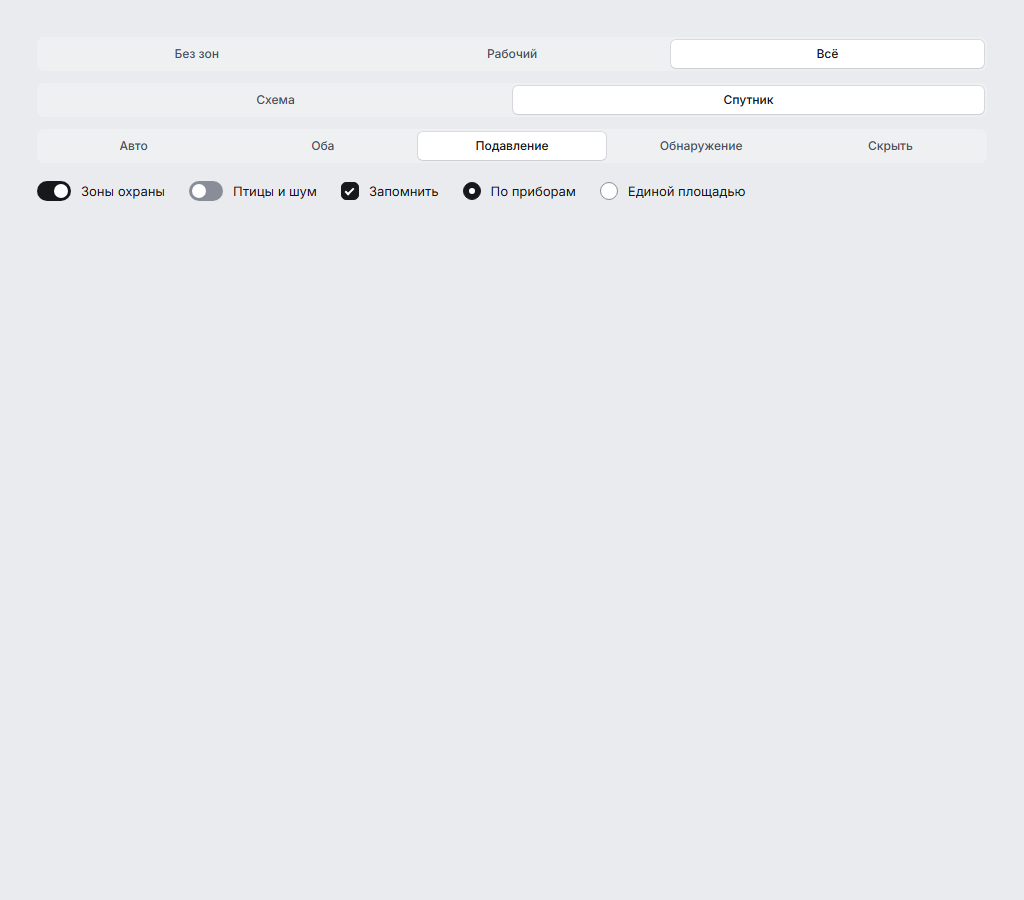 Без зон Рабочий Всё
Схема Спутник
Авто Оба Подавление Обнаружение Скрыть
Зоны охраны Птицы и шум Запомнить По приборам Единой площадью